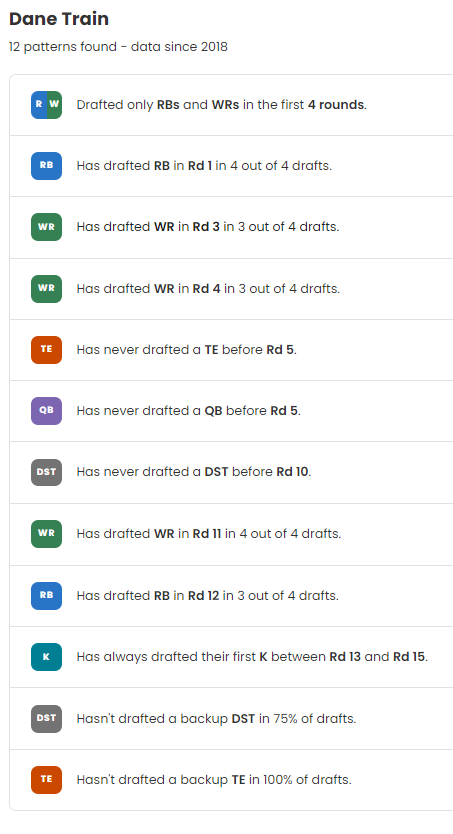 Dane Train
12 patterns found - data since 2018
R W Drafted only RBs and WRs in the first 4 rounds.
RB Has drafted RB in Rd 1 in 4 out of 4 drafts.
WR Has drafted WR in Rd 3 in 3 out of 4 drafts.
WR Has drafted WR in Rd 4 in 3 out of 4 drafts.
TE Has never drafted a TE before Rd 5.
QB Has never drafted a QB before Rd 5.
DST Has never drafted a DST before Rd 10.
WR Has drafted WR in Rd 11 in 4 out of 4 drafts.
RB Has drafted RB in Rd 12 in 3 out of 4 drafts.
K Has always drafted their first K between Rd 13 and Rd 15.
DST Hasn't drafted a backup DST in 75% of drafts.
TE Hasn't drafted a backup TE in 100% of drafts.